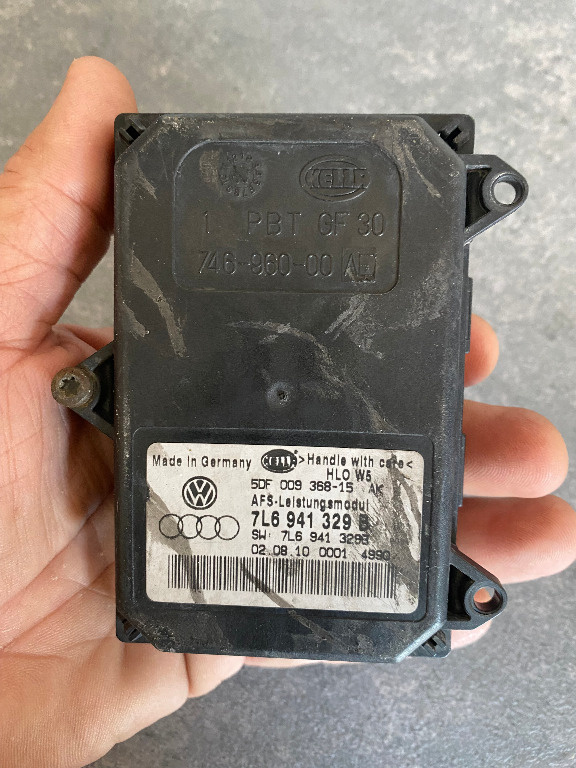 HELLA
1 PBT GF 30
746-960-00
Made in Germany HELLA >Handle with care<
HLO W5
5DF 009 368-15 AK
AFS-Leistungsmodul
7L6 941 329 B
SW: 7L6 941 329B
02.08.10 0001 4990